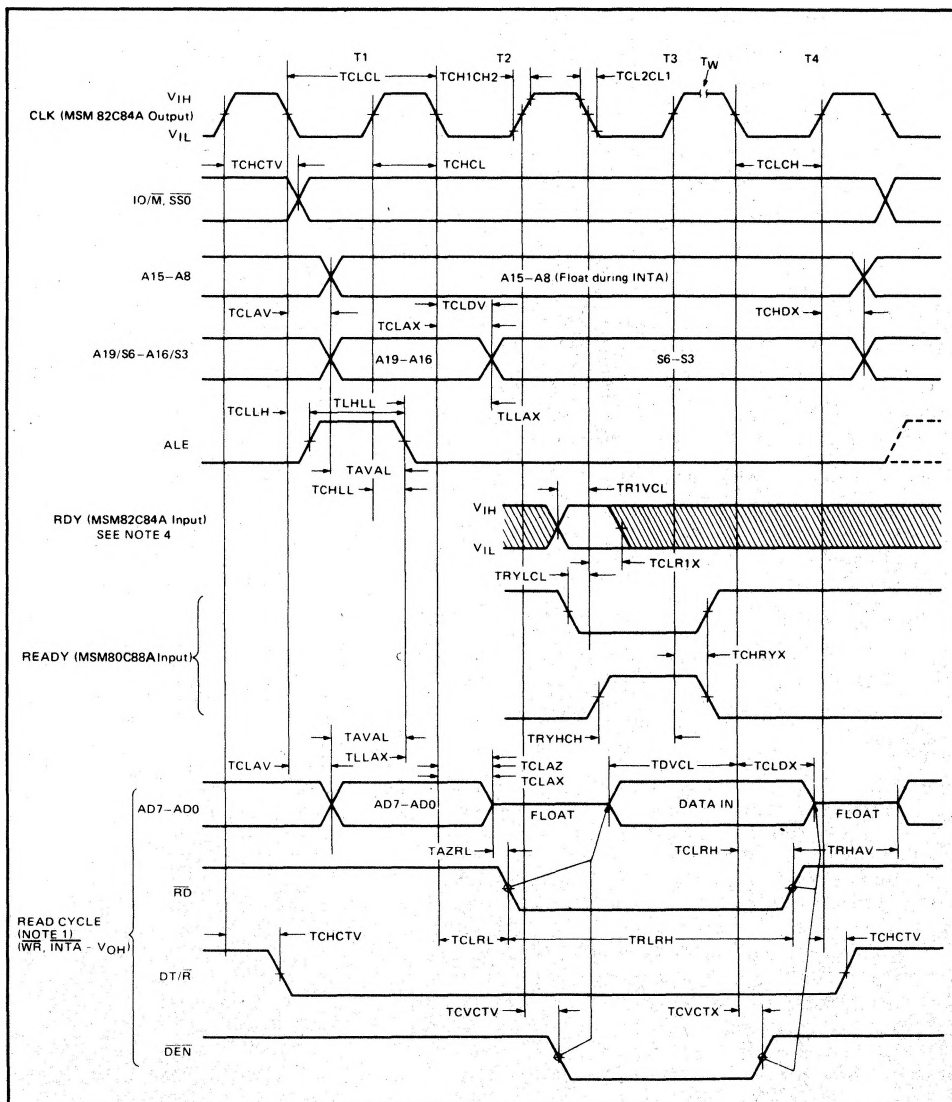 T1 T2 T3 TW T4
TCLCL TCH1CH2 TCL2CL1
VIH
CLK (MSM 82C84A Output)
VIL
TCHCTV TCHCL TCLCH
IO/M, SS0
A15-A8 A15-A8 (Float during INTA)
TCLAV TCLDV TCHDX
TCLAX
A19/S6-A16/S3 A19-A16 S6-S3
TCLLH TLHLL TLLAX
ALE
TAVAL
TCHLL TR1VCL
RDY (MSM82C84A Input) VIH
SEE NOTE 4
VIL
TCLR1X
TRYLCL
READY (MSM80C88A Input) TCHRYX
TRYHCH
TAVAL
TLLAX TCLAZ TDVCL TCLDX
TCLAV TCLAX
AD7-AD0 AD7-AD0 FLOAT DATA IN FLOAT
TAZRL TCLRH TRHAV
RD
READ CYCLE
(NOTE 1)
(WR, INTA - VOH)
TCHCTV TCLRL TRLRH TCHCTV
DT/R
TCVCTV TCVCTX
DEN